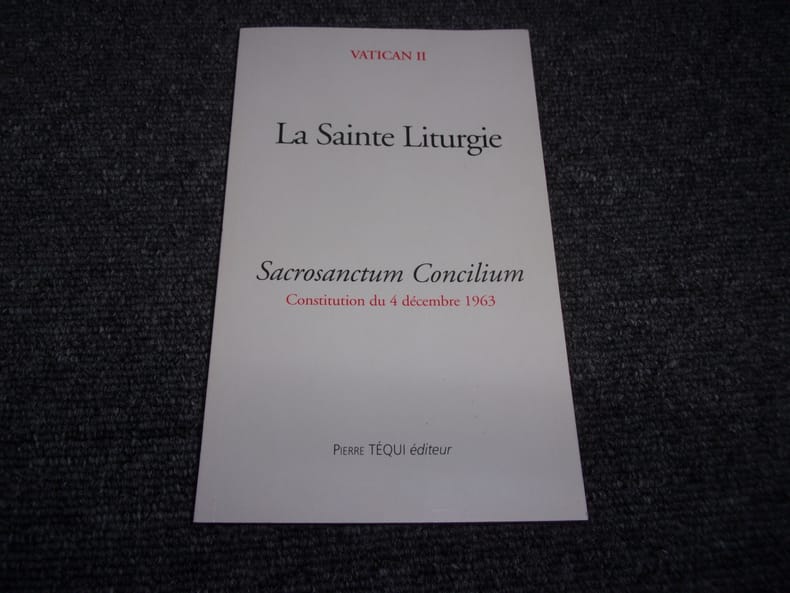 VATICAN II
La Sainte Liturgie
Sacrosanctum Concilium
Constitution du 4 décembre 1963
PIERRE TÉQUI éditeur